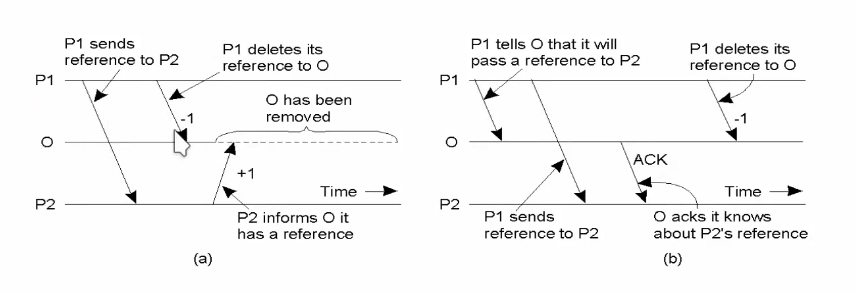 P1 sends
reference to P2
P1 deletes its
reference to O
P1
-1
O has been
removed
O
+1
Time
P2
P2 informs O it
has a reference
(a)
P1 tells O that it will
pass a reference to P2
P1 deletes its
reference to O
P1
-1
O
ACK
Time
P2
P1 sends
reference to P2
O acks it knows
about P2's reference
(b)